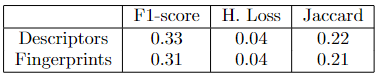 F1-score H. Loss Jaccard
Descriptors 0.33 0.04 0.22
Fingerprints 0.31 0.04 0.21